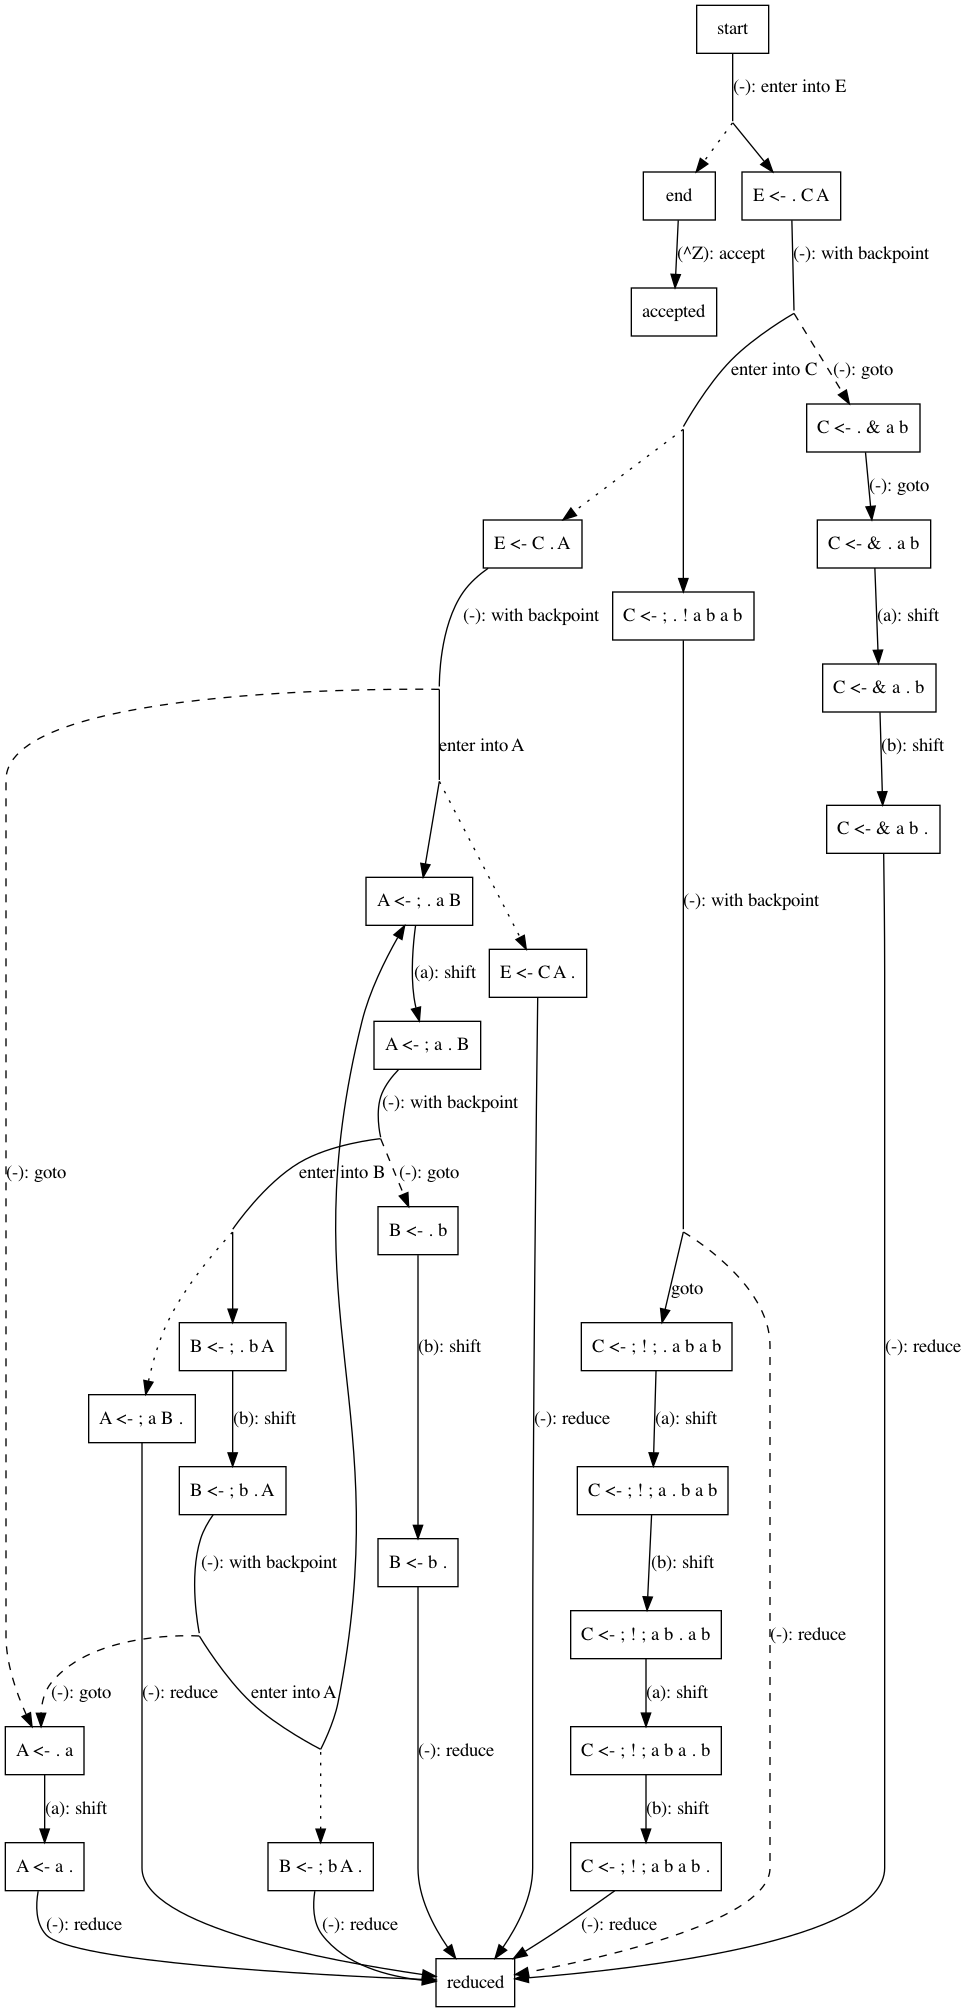 start
(-): enter into E
end
E <- . C A
(^Z): accept
(-): with backpoint
accepted
enter into C
(-): goto
C <- . & a b
(-): goto
E <- C . A
C <- & . a b
(-): with backpoint
C <- ; . ! a b a b
(a): shift
C <- & a . b
enter into A
(b): shift
C <- & a b .
A <- ; . a B
(-): with backpoint
(a): shift
E <- C A .
A <- ; a . B
(-): with backpoint
(-): goto
enter into B
(-): goto
B <- . b
goto
B <- ; . b A
(b): shift
C <- ; ! ; . a b a b
(-): reduce
A <- ; a B .
(b): shift
(-): reduce
(a): shift
B <- ; b . A
C <- ; ! ; a . b a b
(-): with backpoint
B <- b .
(b): shift
C <- ; ! ; a b . a b
(-): reduce
(-): goto
(-): reduce
enter into A
(a): shift
A <- . a
(-): reduce
C <- ; ! ; a b a . b
(a): shift
(b): shift
A <- a .
B <- ; b A .
C <- ; ! ; a b a b .
(-): reduce
(-): reduce
(-): reduce
reduced